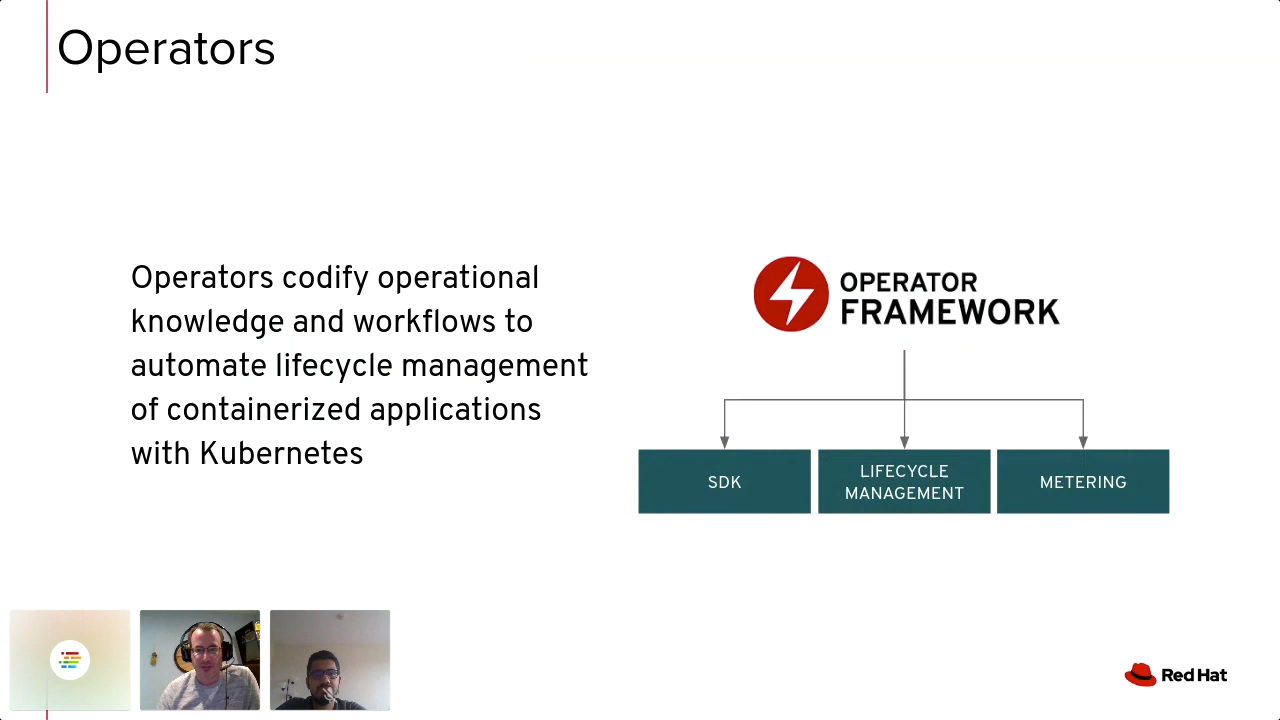 Operators
Operators codify operational
knowledge and workflows to
automate lifecycle management
of containerized applications
with Kubernetes
OPERATOR
FRAMEWORK
SDK
LIFECYCLE
MANAGEMENT
METERING
Red Hat